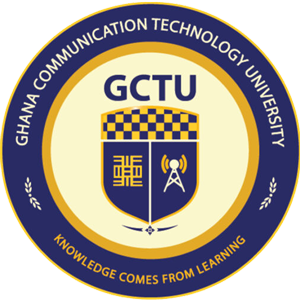 GHANA COMMUNICATION TECHNOLOGY UNIVERSITY
GCTU
KNOWLEDGE COMES FROM LEARNING